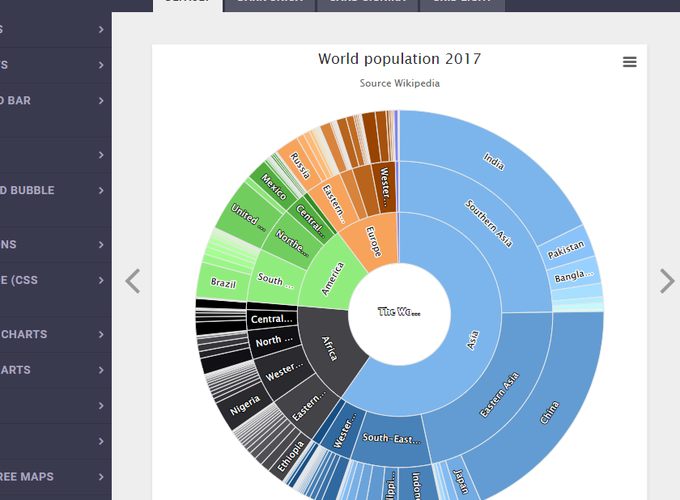 O BAR
D BUBBLE
NS
E (CSS
CHARTS
ARTS
REE MAPS
World population 2017
Source Wikipedia
India
Southern Asia
Pakistan
Bangla...
Asia
Eastern Asia
China
Japan
Indon
ippi...
South-East...
Wester...
Ethiopia
Eastern...
Nigeria
Wester...
North ...
Central...
Africa
Brazil
South ...
America
United ...
Northe...
Mexico
Central...
Russia
Eastern...
Wester...
Europe
The Wo...